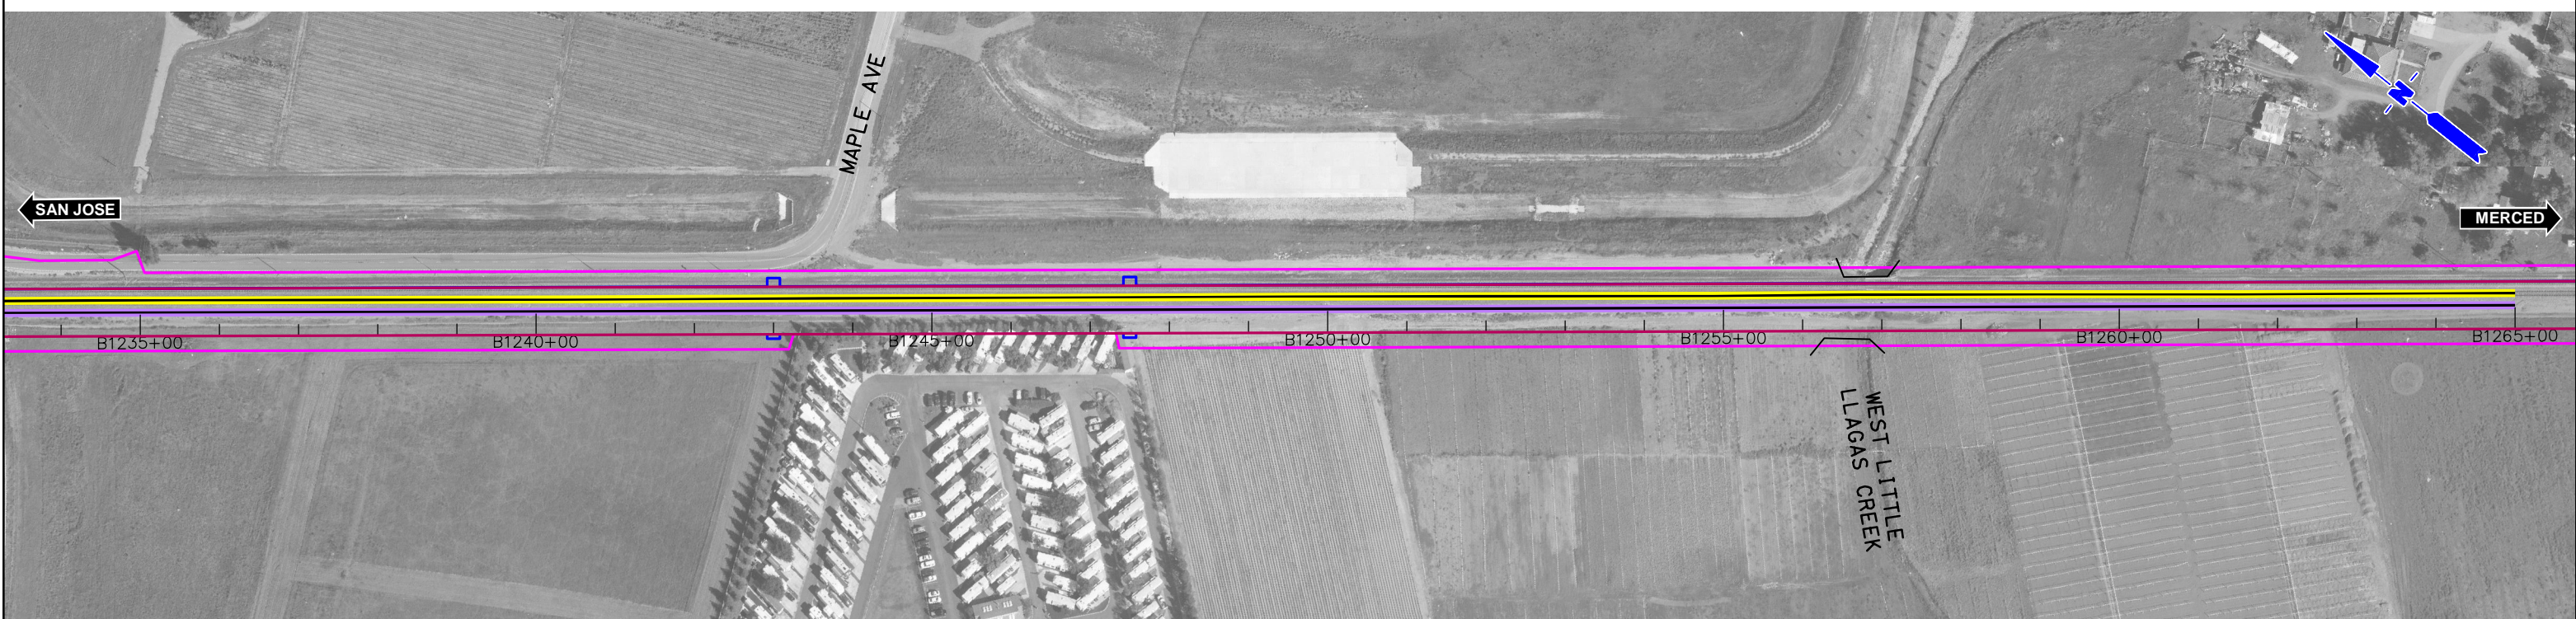 MAPLE AVE
N
SAN JOSE
MERCED
B1235+00
B1240+00
B1245+00
B1250+00
B1255+00
B1260+00
B1265+00
WEST LITTLE
LLAGAS CREEK